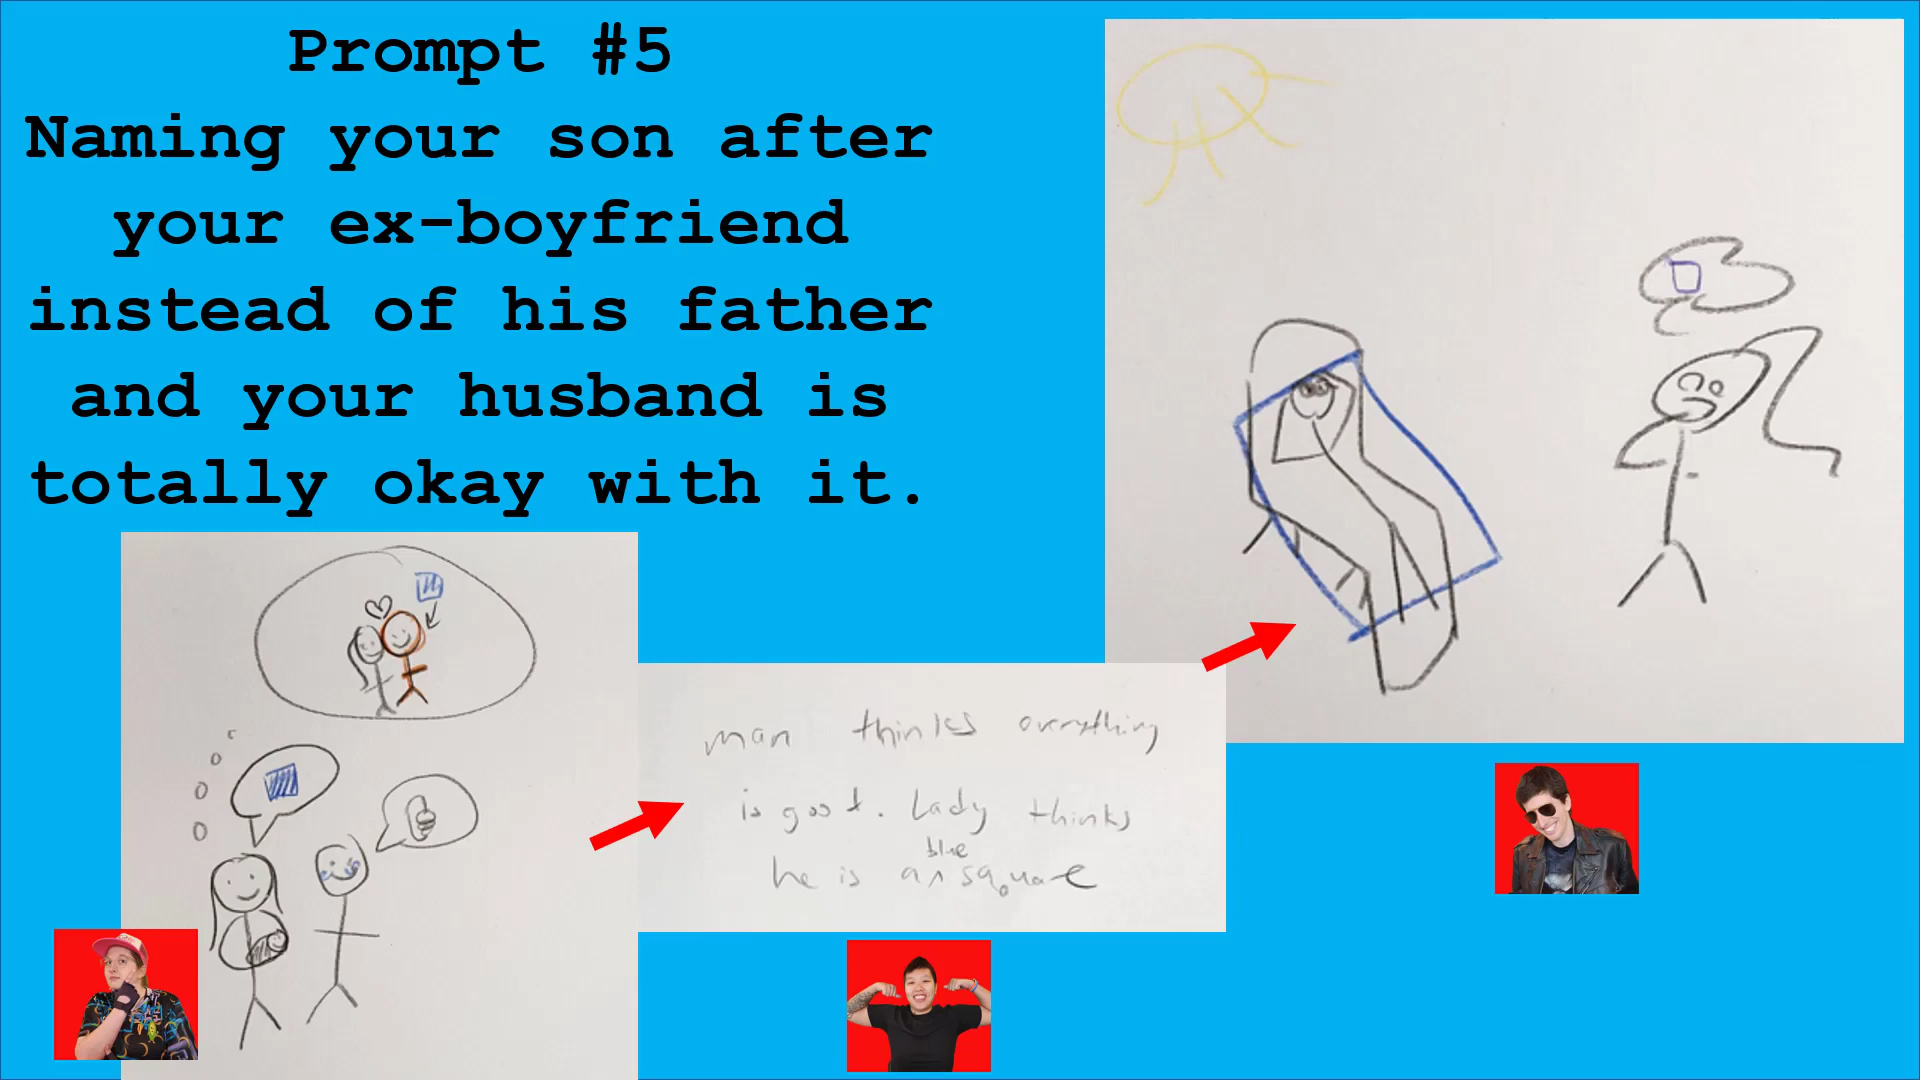 Prompt #5
Naming your son after
your ex-boyfriend
instead of his father
and your husband is
totally okay with it.
man thinks everything
is good. Lady thinks
he is a blue square